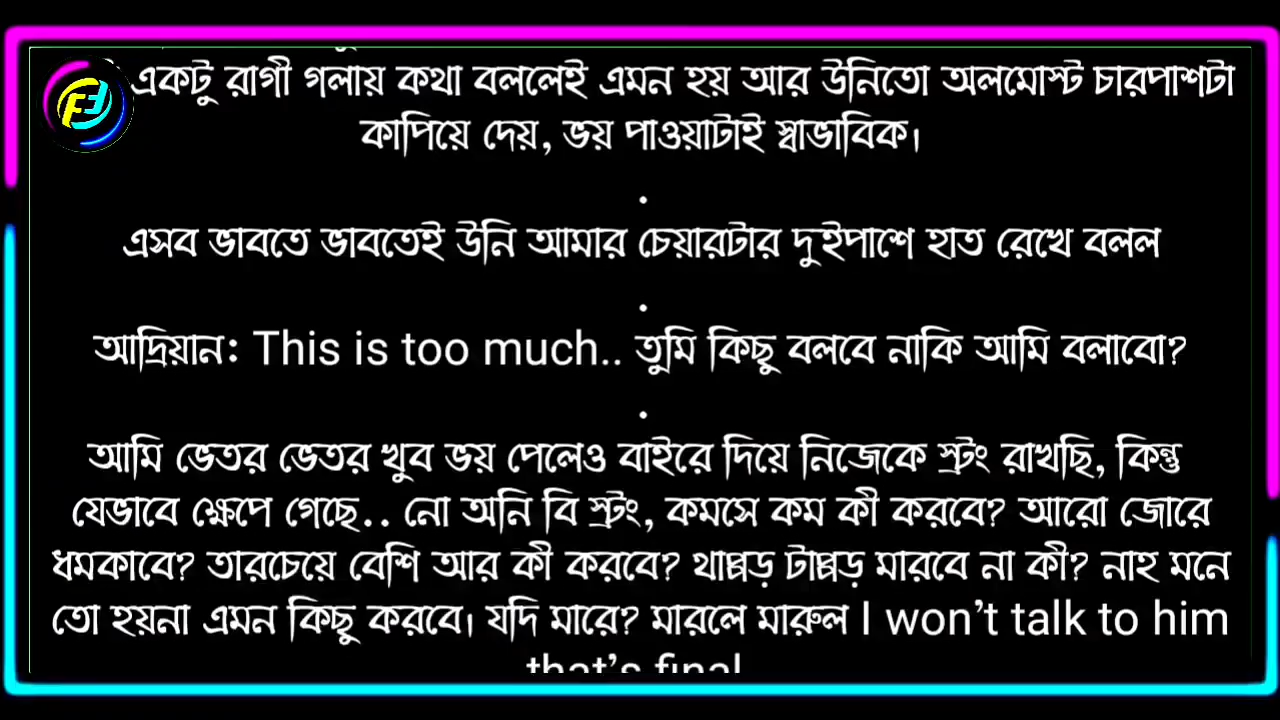 একটু রাগী গলায় কথা বললেই এমন হয় আর উনিতো অলমোস্ট চারপাশটা
কাপিয়ে দেয়, ভয় পাওয়াটাই স্বাভাবিক।
.
এসব ভাবতে ভাবতেই উনি আমার চেয়ারটার দুইপাশে হাত রেখে বলল
.
আদ্রিয়ান: This is too much.. তুমি কিছু বলবে নাকি আমি বলাবো?
.
আমি ভেতর ভেতর খুব ভয় পেলেও বাইরে দিয়ে নিজেকে স্ট্রং রাখছি, কিন্তু
যেভাবে ক্ষেপে গেছে.. নো অনি বি স্ট্রং, কমসে কম কী করবে? আরো জোরে
ধমকাবে? তারচেয়ে বেশি আর কী করবে? থাপ্পড় টাপ্পড় মারবে না কী? নাহ মনে
তো হয়না এমন কিছু করবে। যদি মারে? মারলে মারুল I won't talk to him
that's final